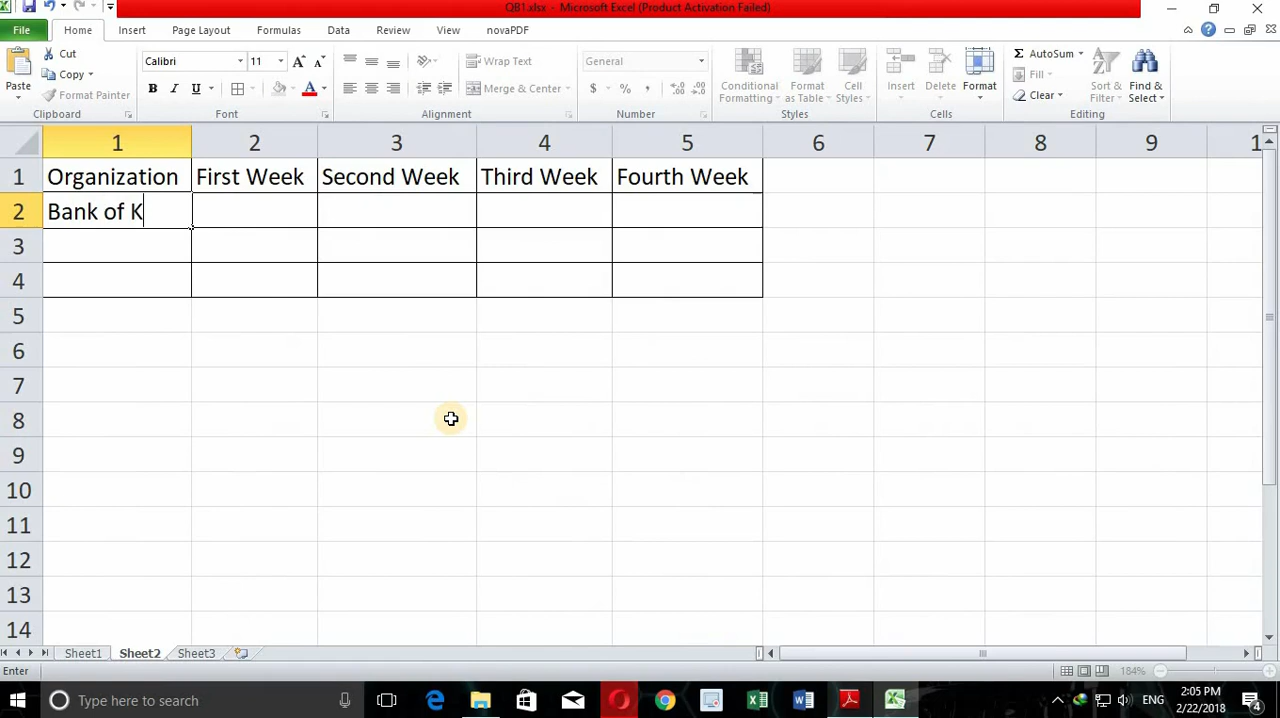 QB1.xlsx - Microsoft Excel (Product Activation Failed)
File Home Insert Page Layout Formulas Data Review View novaPDF
Paste Cut Calibri 11 Wrap Text General Conditional Formatting Format as Table Cell Styles Insert Delete Format AutoSum Sort & Filter Find & Select
Copy Fill
Format Painter B I U A Merge & Center $ % , Clear
Clipboard Font Alignment Number Styles Cells Editing
1 2 3 4 5 6 7 8 9 1
1 Organization First Week Second Week Third Week Fourth Week
2 Bank of K
3
4
5
6
7
8
9
10
11
12
13
14
Sheet1 Sheet2 Sheet3
Enter 184%
Type here to search ENG 2:05 PM
2/22/2018 4